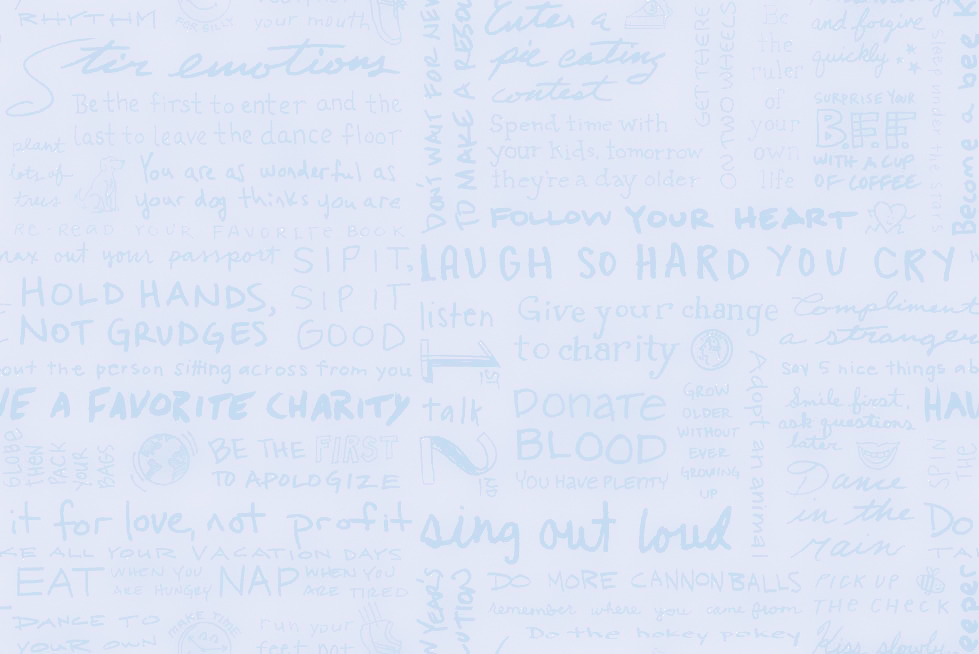 RHYTHM
your mouth
Stir emotions
Be the first to enter and the
last to leave the dance floor
plant
lots of
trees
You are as wonderful as
your dog thinks you are
RE-READ YOUR FAVORITE BOOK
max out your passport
SIP IT,
SIP IT
GOOD
HOLD HANDS,
NOT GRUDGES
out the person sitting across from you
VE A FAVORITE CHARITY
GLOBE
THEN
PACK
YOUR
BAGS
BE THE FIRST
TO APOLOGIZE
it for love, not profit
KE ALL YOUR VACATION DAYS
EAT WHEN YOU ARE HUNGRY NAP WHEN YOU ARE TIRED
DANCE TO
YOUR OWN
MAKE TIME
run your
feet not
DON'T WAIT FOR NEW
TO MAKE A RESOL
Enter a
pie eating
contest
Spend time with
your kids, tomorrow
they're a day older
GET THERE
ON TWO WHEELS
Be
the
ruler
of
your
own
life
and forgive
quickly.
SURPRISE YOUR
B.F.F.
WITH A CUP
OF COFFEE
Sleep under the stars
Become a bee K
FOLLOW YOUR HEART
LAUGH SO HARD YOU CRY
listen
1st
talk
2nd
Give your change
to charity
Compliment
a stranger
say 5 nice things ab
DONATE
BLOOD
YOU HAVE PLENTY
GROW
OLDER
WITHOUT
EVER
GROWING
UP
Adopt an animal
Smile first,
ask questions
later.
HAV
SPIN
THE
Dance
in the
rain
DO
TA
sing out loud
W YEAR'S
LUTION?
DO MORE CANNONBALLS
remember where you came from
Do the hokey pokey
PICK UP
THE CHECK
Kiss slowly
eeper